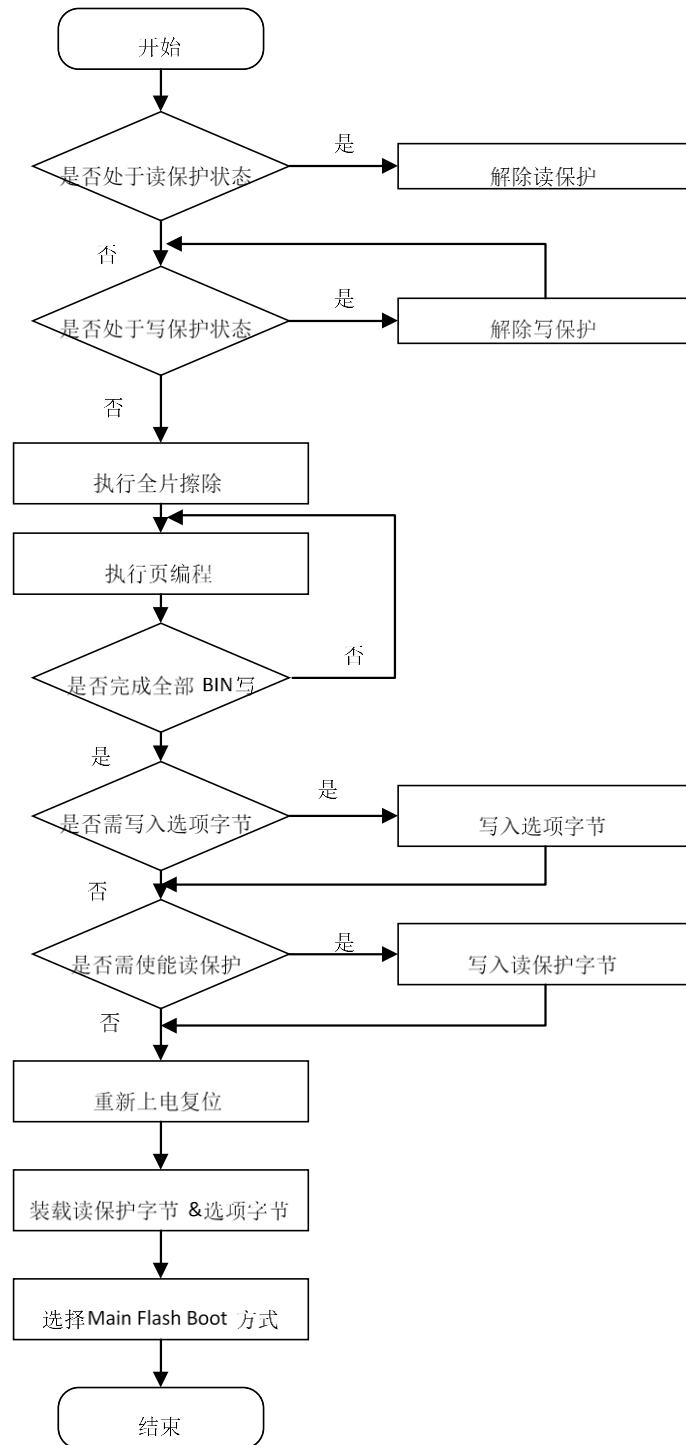 开始
是
是否处于读保护状态
解除读保护
否
是
是否处于写保护状态
解除写保护
否
执行全片擦除
执行页编程
否
是否完成全部 BIN写
是
是
是否需写入选项字节
写入选项字节
否
是
是否需使能读保护
写入读保护字节
否
重新上电复位
装载读保护字节 &选项字节
选择Main Flash Boot 方式
结束